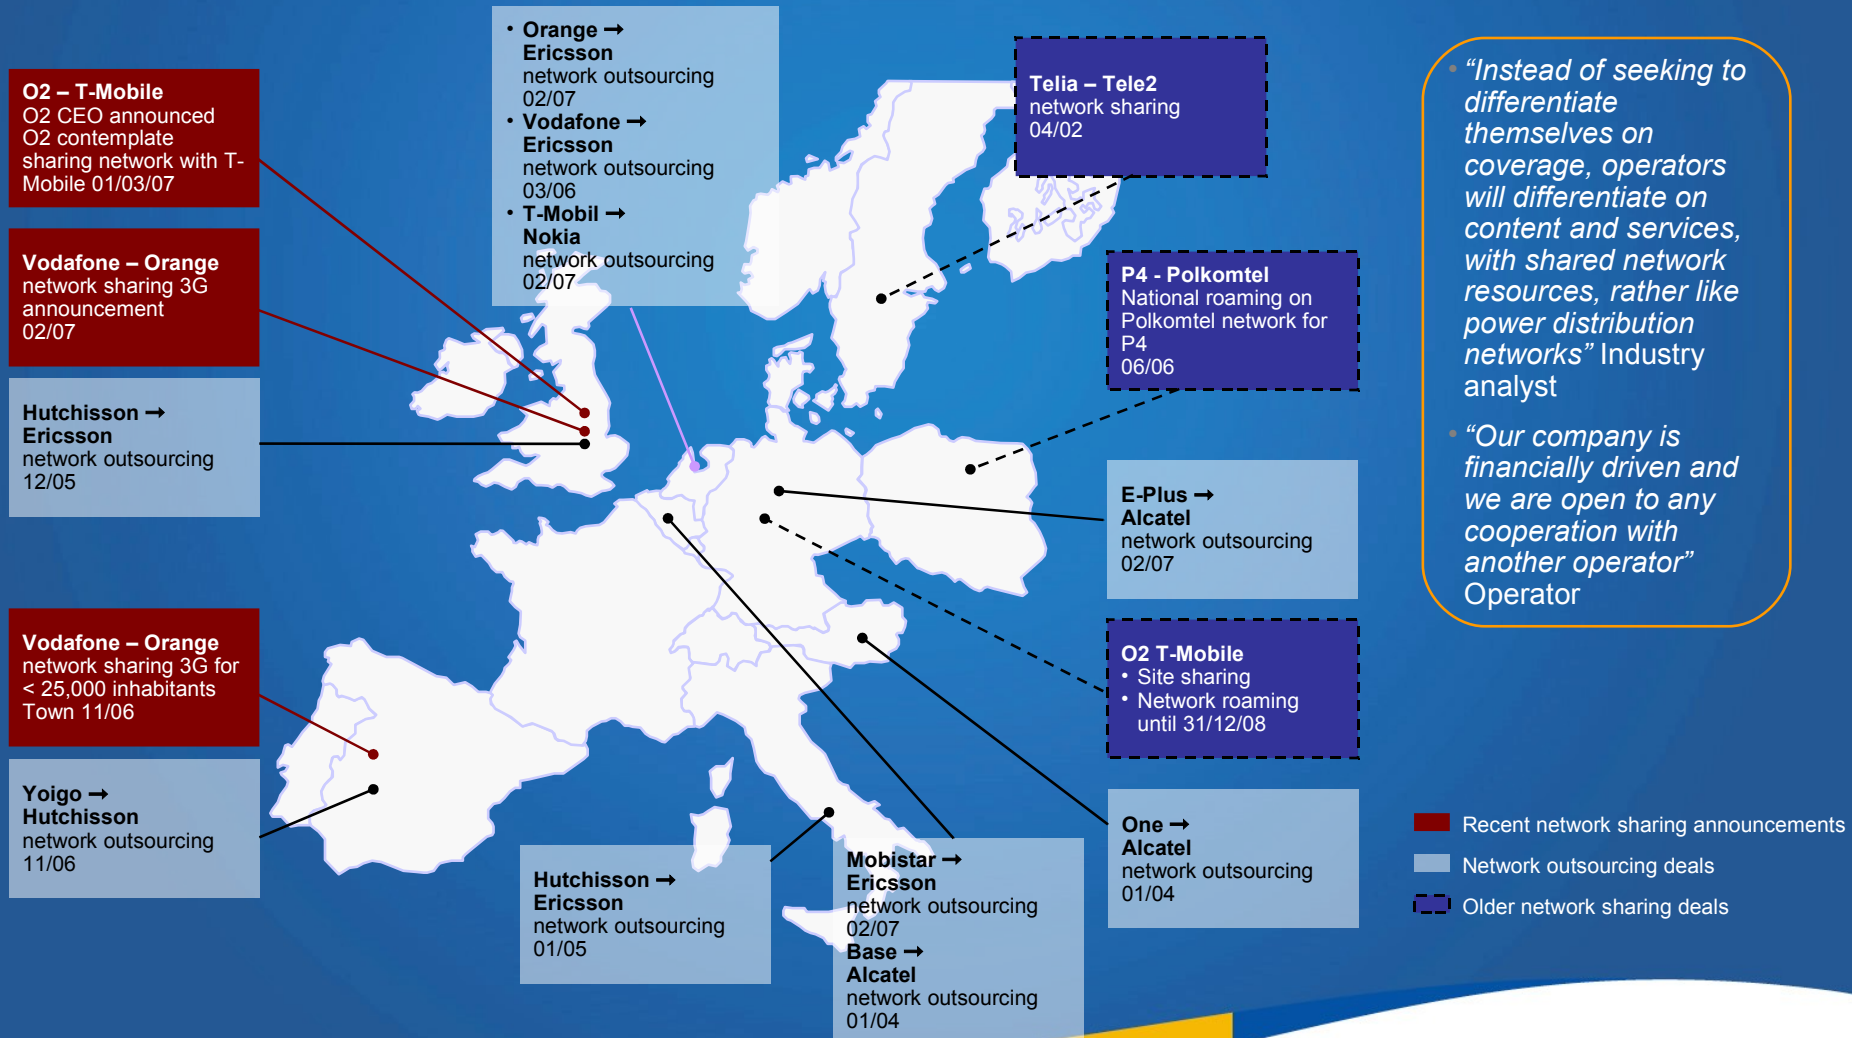 O2 – T-Mobile
O2 CEO announced
O2 contemplate
sharing network with T-
Mobile 01/03/07
Vodafone – Orange
network sharing 3G
announcement
02/07
Hutchisson ➞
Ericsson
network outsourcing
12/05
Vodafone – Orange
network sharing 3G for
< 25,000 inhabitants
Town 11/06
Yoigo ➞
Hutchisson
network outsourcing
11/06
• Orange ➞
Ericsson
network outsourcing
02/07
• Vodafone ➞
Ericsson
network outsourcing
03/06
• T-Mobil ➞
Nokia
network outsourcing
02/07
Hutchisson ➞
Ericsson
network outsourcing
01/05
Mobistar ➞
Ericsson
network outsourcing
02/07
Base ➞
Alcatel
network outsourcing
01/04
Telia – Tele2
network sharing
04/02
P4 - Polkomtel
National roaming on
Polkomtel network for
P4
06/06
E-Plus ➞
Alcatel
network outsourcing
02/07
O2 T-Mobile
• Site sharing
• Network roaming
until 31/12/08
One ➞
Alcatel
network outsourcing
01/04
• “Instead of seeking to
differentiate
themselves on
coverage, operators
will differentiate on
content and services,
with shared network
resources, rather like
power distribution
networks” Industry
analyst
• “Our company is
financially driven and
we are open to any
cooperation with
another operator”
Operator
Recent network sharing announcements
Network outsourcing deals
Older network sharing deals